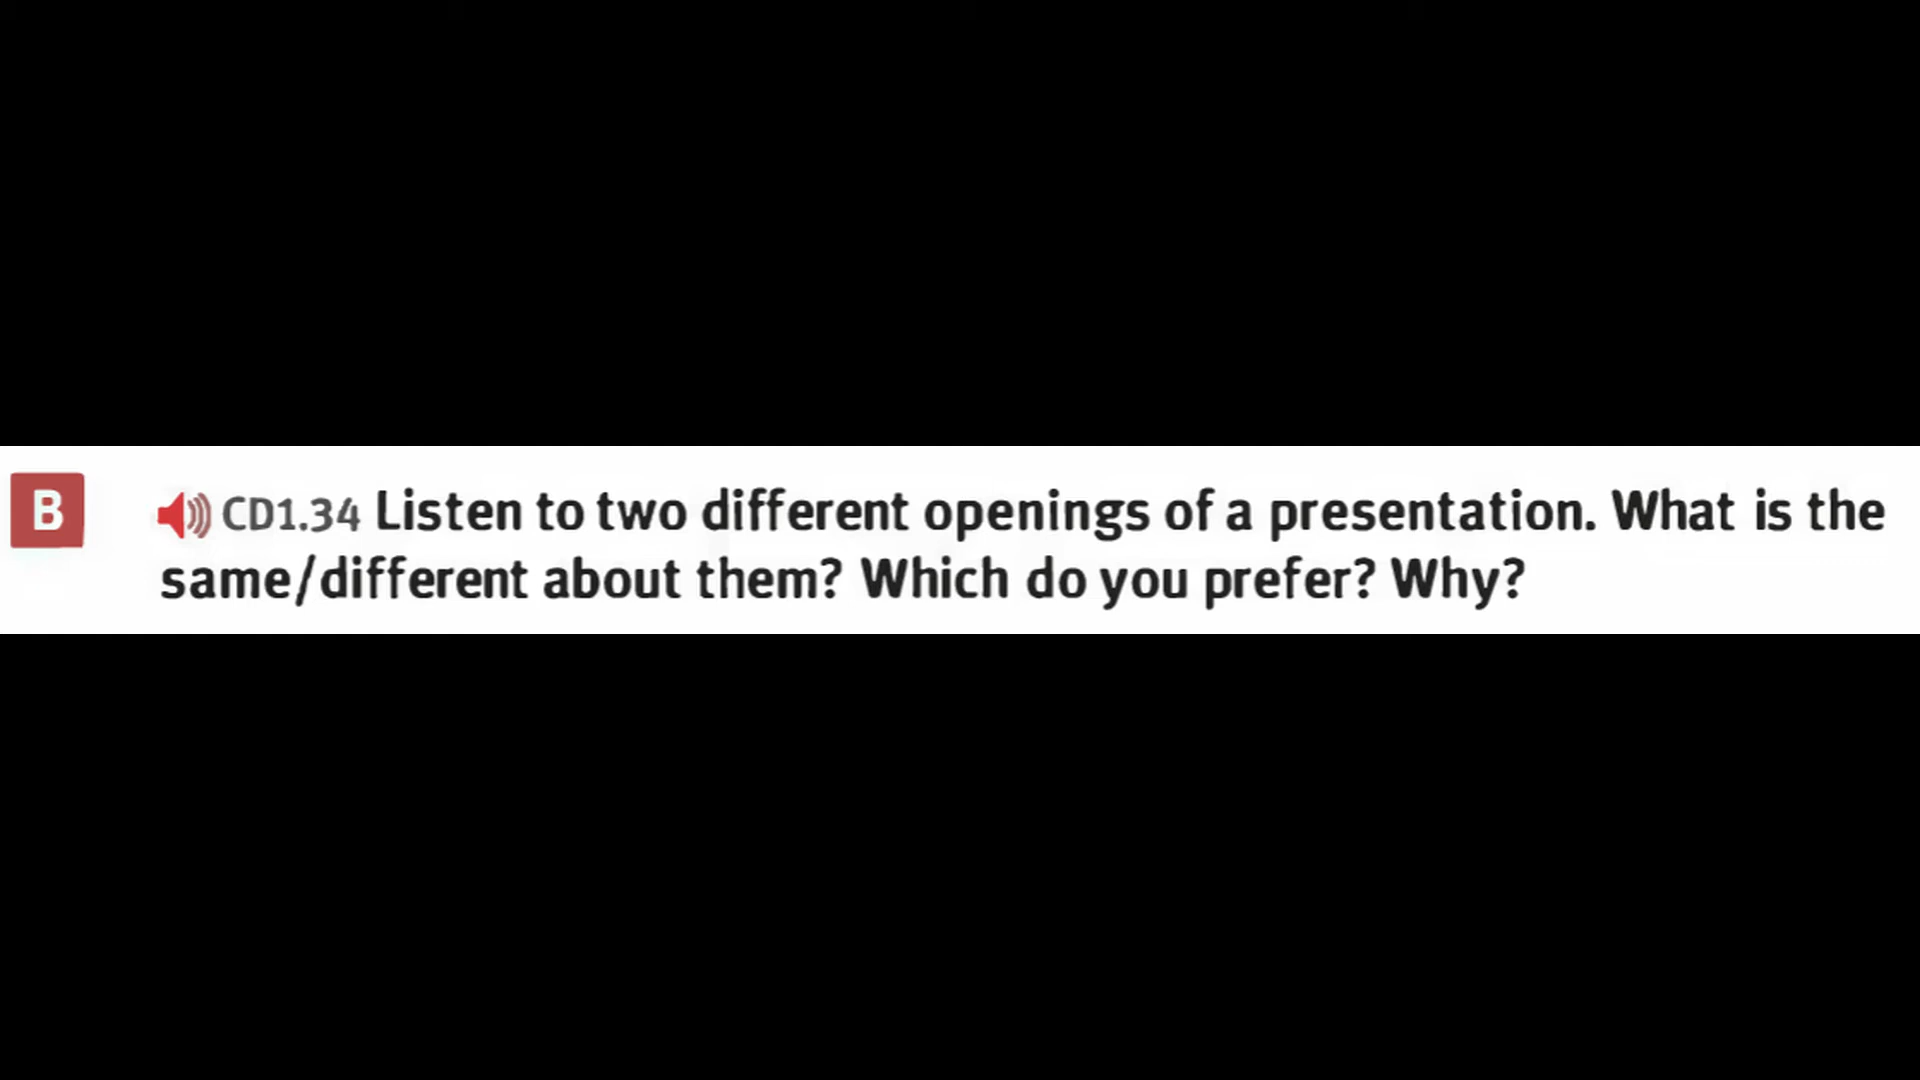 B CD1.34 Listen to two different openings of a presentation. What is the
same/different about them? Which do you prefer? Why?